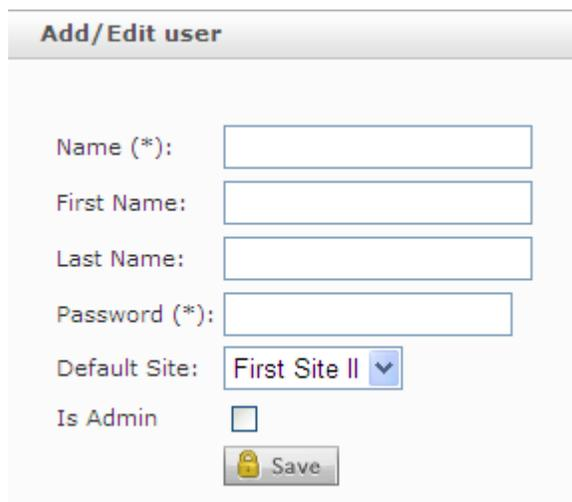 Add/Edit user
Name (*):
First Name:
Last Name:
Password (*):
Default Site: First Site II
Is Admin
Save